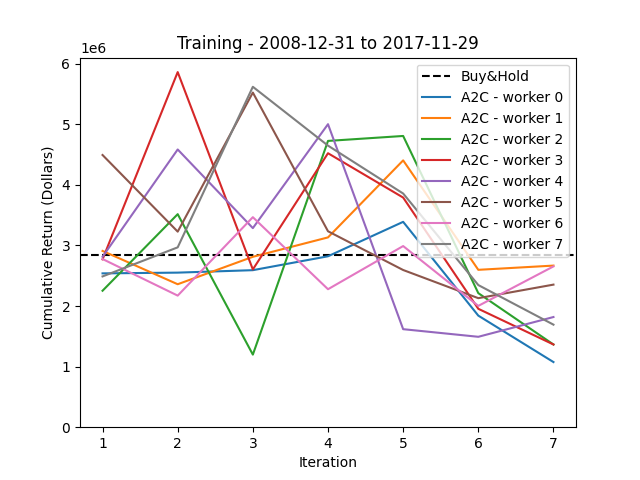 Training - 2008-12-31 to 2017-11-29
1e6
6
5
4
3
2
1
0
Cumulative Return (Dollars)
Buy&Hold
A2C - worker 0
A2C - worker 1
A2C - worker 2
A2C - worker 3
A2C - worker 4
A2C - worker 5
A2C - worker 6
A2C - worker 7
1 2 3 4 5 6 7
Iteration